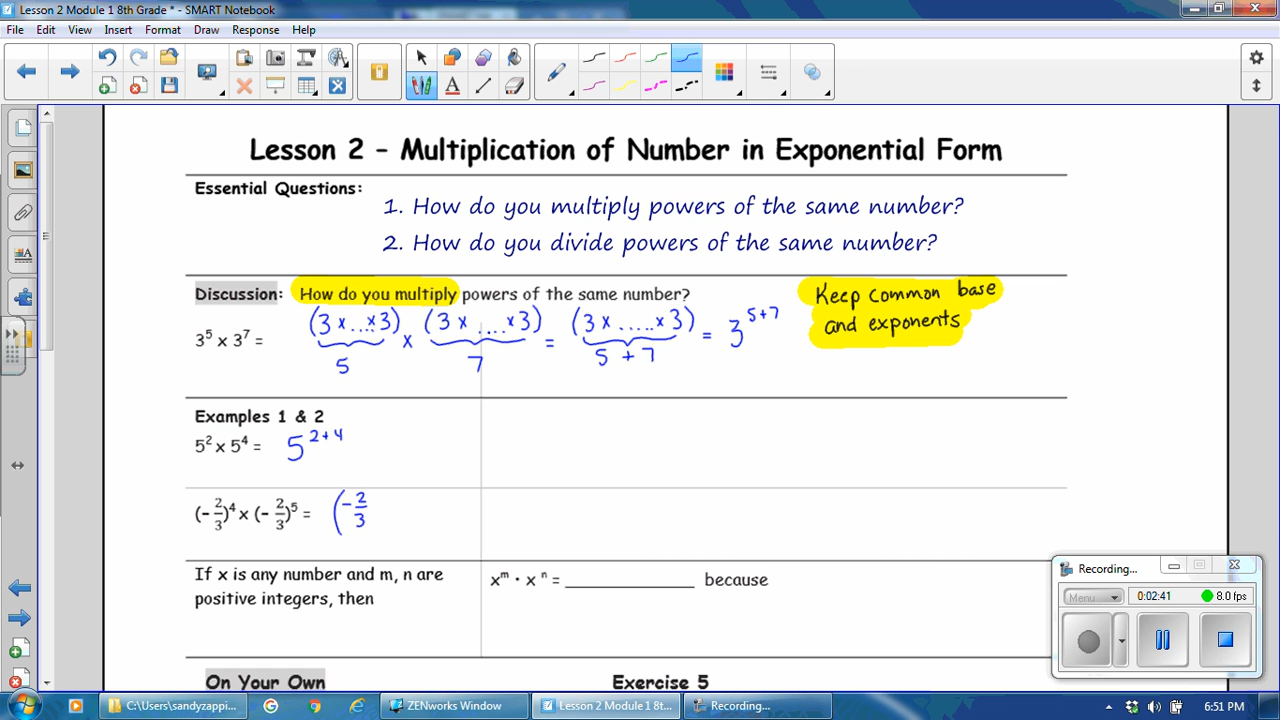 Lesson 2 Module 1 8th Grade * - SMART Notebook
File Edit View Insert Format Draw Response Help
Lesson 2 – Multiplication of Number in Exponential Form
Essential Questions:
1. How do you multiply powers of the same number?
2. How do you divide powers of the same number?
Discussion: How do you multiply powers of the same number?
Keep common base
and exponents
3⁵ x 3⁷ = (3 x ... x 3) x (3 x .... x 3) = (3 x ..... x 3) = 3⁵⁺⁷
5 7 5 + 7
Examples 1 & 2
5² x 5⁴ = 5²⁺⁴
(-2/3)⁴ x (-2/3)⁵ = (-2/3
If x is any number and m, n are
positive integers, then
xᵐ · x ⁿ = ______________ because
On Your Own
Exercise 5
Recording...
Menu 0:02:41 8.0 fps
C:\Users\sandyzappi...
ZENworks Window
Lesson 2 Module 1 8t...
Recording...
6:51 PM